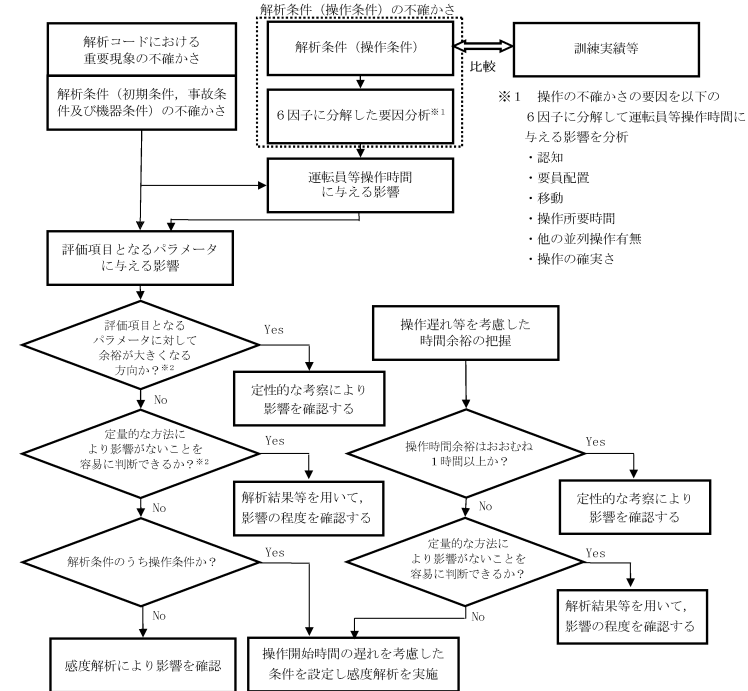 解析条件（操作条件）の不確かさ
解析コードにおける
重要現象の不確かさ
解析条件（初期条件，事故条
件及び機器条件）の不確かさ
解析条件（操作条件）
６因子に分解した要因分析※１
比較
訓練実績等
※１　操作の不確かさの要因を以下の
６因子に分解して運転員等操作時間に
与える影響を分析
・認知
・要員配置
・移動
・操作所要時間
・他の並列操作有無
・操作の確実さ
運転員等操作時間
に与える影響
評価項目となるパラメータ
に与える影響
評価項目となる
パラメータに対して
余裕が大きくなる
方向か？※２
Yes
定性的な考察により
影響を確認する
No
定量的な方法に
より影響がないことを
容易に判断できるか？※２
Yes
解析結果等を用いて，
影響の程度を確認する
No
解析条件のうち操作条件か？
Yes
No
感度解析により影響を確認
操作遅れ等を考慮した
時間余裕の把握
操作時間余裕はおおむね
１時間以上か？
Yes
定性的な考察により
影響を確認する
No
定量的な方法に
より影響がないことを
容易に判断できるか？
Yes
解析結果等を用いて，
影響の程度を確認する
No
操作開始時間の遅れを考慮した
条件を設定し感度解析を実施